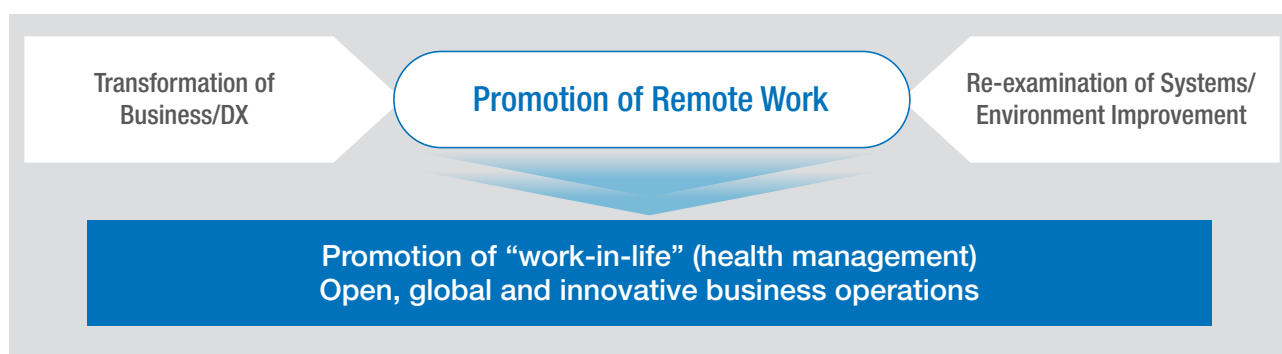 Transformation of
Business/DX
Promotion of Remote Work
Re-examination of Systems/
Environment Improvement
Promotion of “work-in-life” (health management)
Open, global and innovative business operations